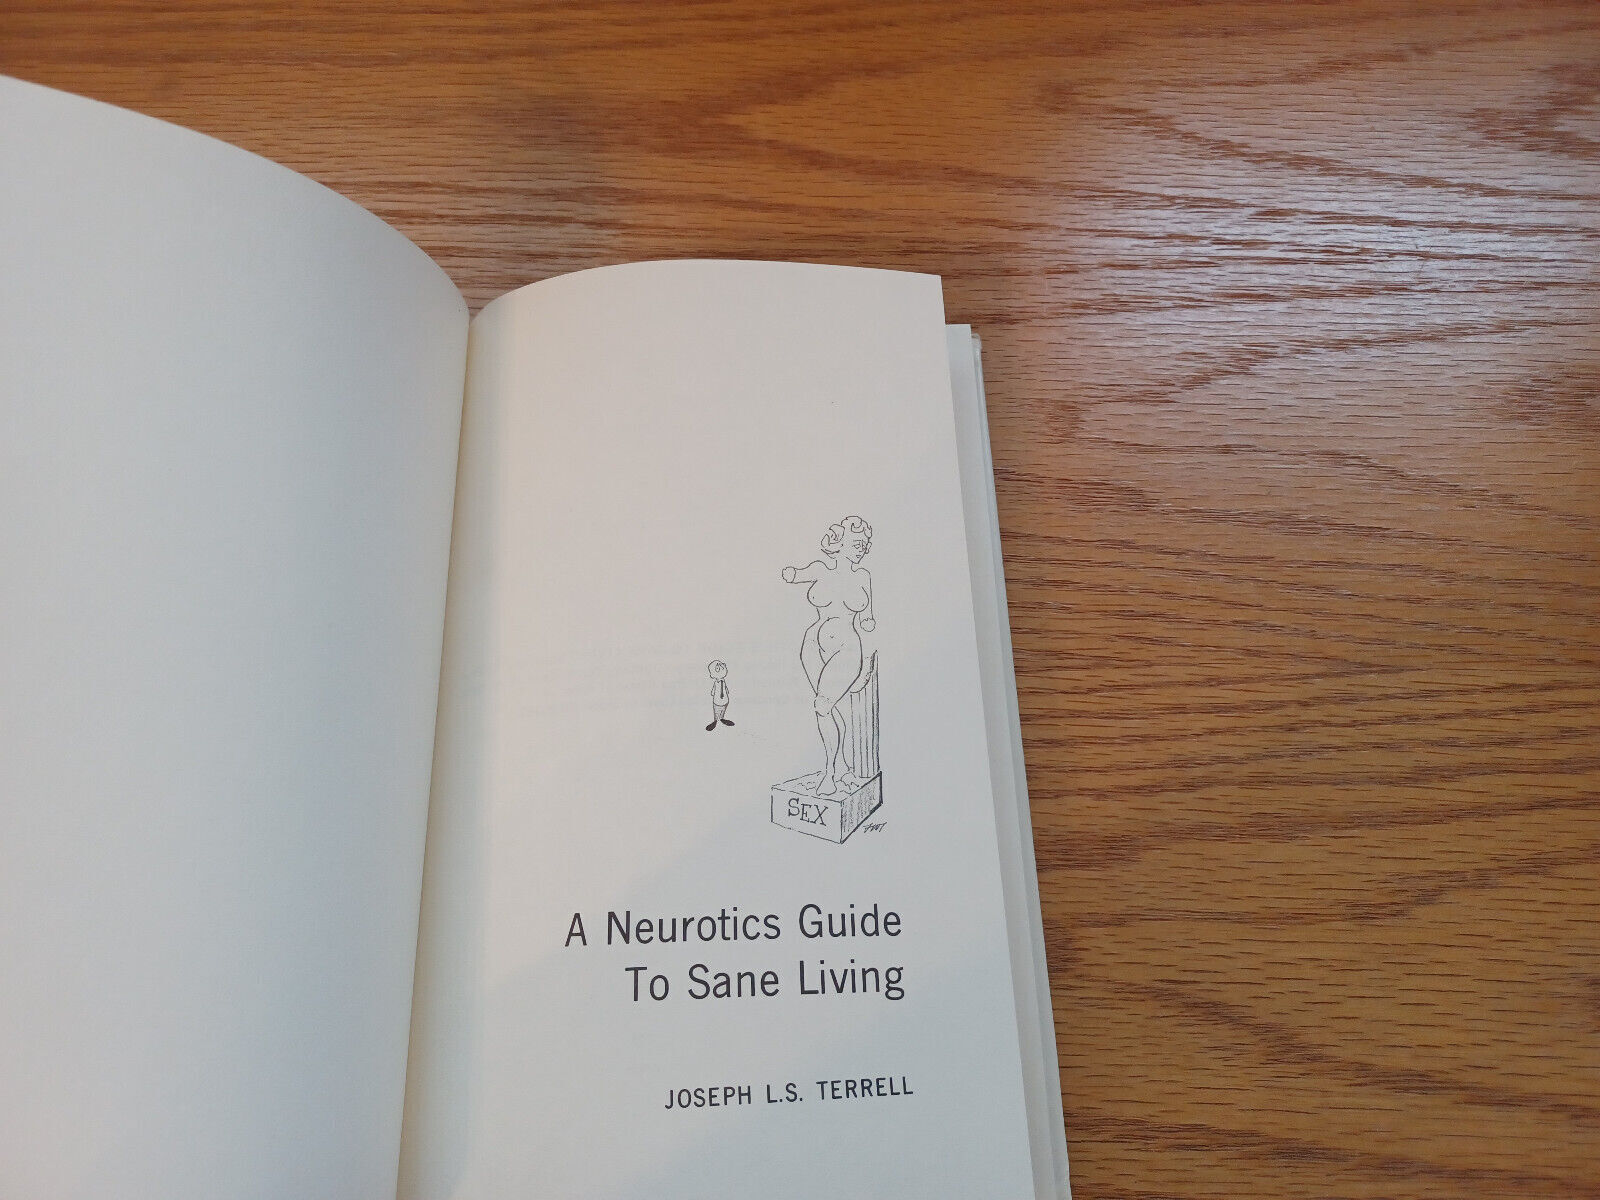 SEX
A Neurotics Guide
To Sane Living
JOSEPH L.S. TERRELL